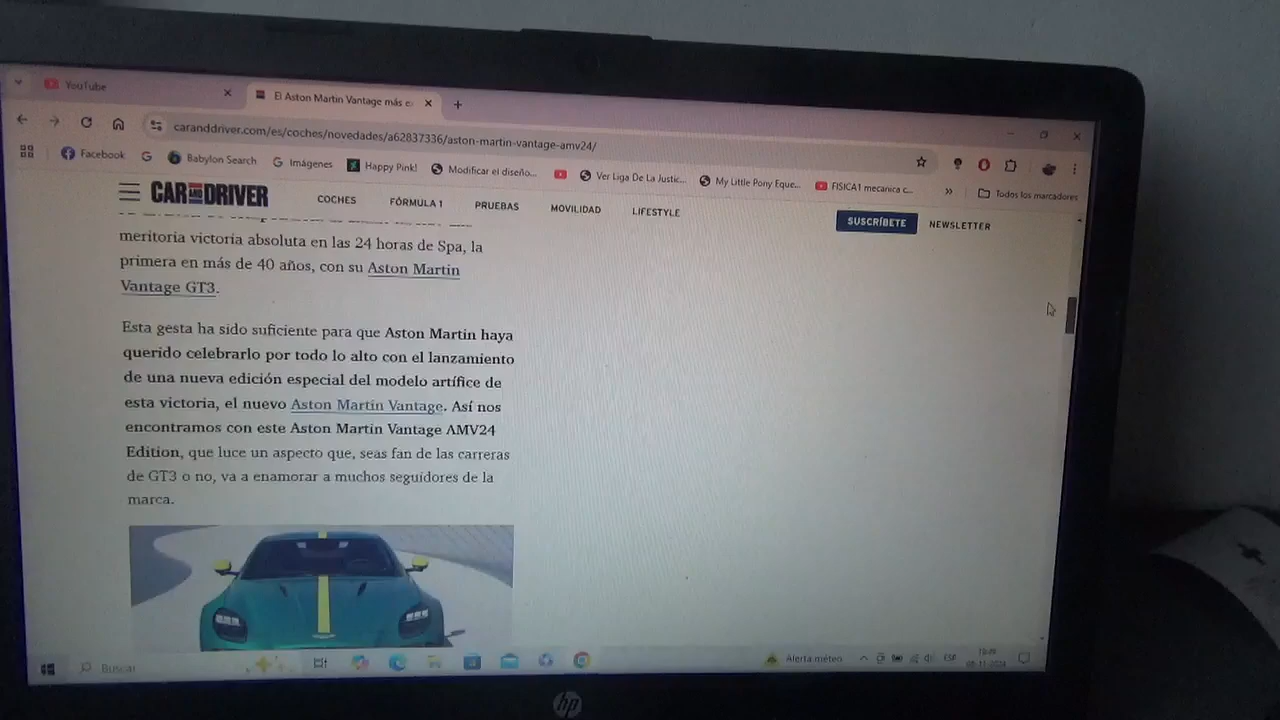 YouTube
El Aston Martin Vantage más e
caranddriver.com/es/coches/novedades/a62837336/aston-martin-vantage-amv24/
Facebook
Babylon Search
Imágenes
Happy Pink!
Modificar el diseño...
Ver Liga De La Justic...
My Little Pony Eque...
FISICA1 mecanica c...
»
Todos los marcadores
CAR AND DRIVER
COCHES
FÓRMULA 1
PRUEBAS
MOVILIDAD
LIFESTYLE
SUSCRÍBETE
NEWSLETTER
meritoria victoria absoluta en las 24 horas de Spa, la
primera en más de 40 años, con su Aston Martin
Vantage GT3.
Esta gesta ha sido suficiente para que Aston Martin haya
querido celebrarlo por todo lo alto con el lanzamiento
de una nueva edición especial del modelo artífice de
esta victoria, el nuevo Aston Martin Vantage. Así nos
encontramos con este Aston Martin Vantage AMV24
Edition, que luce un aspecto que, seas fan de las carreras
de GT3 o no, va a enamorar a muchos seguidores de la
marca.
Buscar
Alerta méteo
ESP
hp